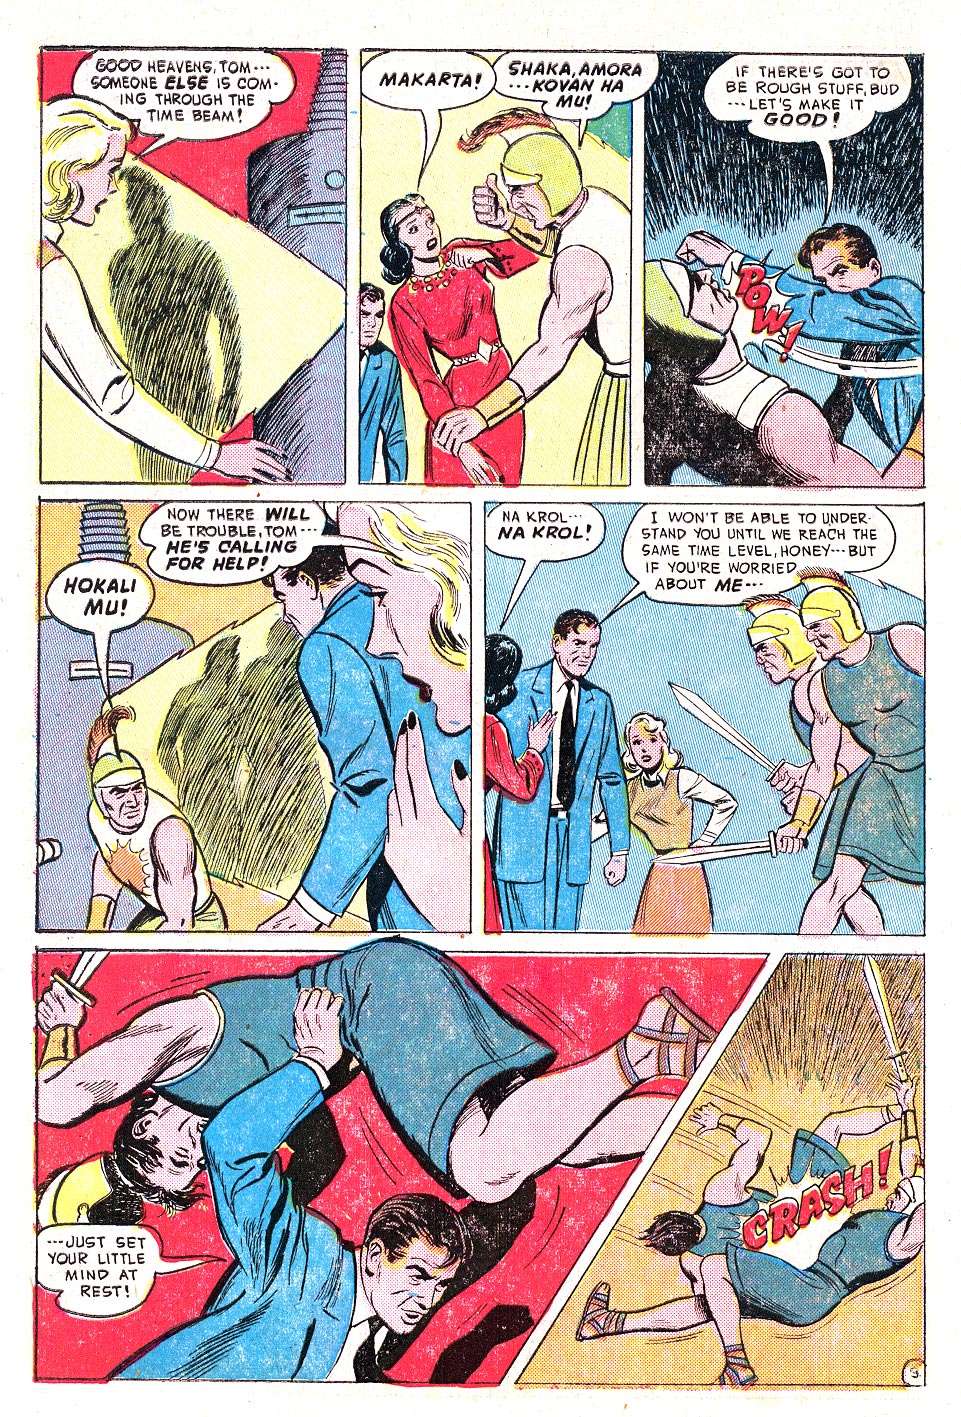 GOOD HEAVENS, TOM---
SOMEONE ELSE IS COM-
ING THROUGH THE
TIME BEAM!
MAKARTA!
SHAKA, AMORA
---KOVAN HA
MU!
IF THERE'S GOT TO
BE ROUGH STUFF, BUD
---LET'S MAKE IT
GOOD!
POW!
HOKALI
MU!
NOW THERE WILL
BE TROUBLE, TOM---
HE'S CALLING
FOR HELP!
NA KROL---
NA KROL!
I WON'T BE ABLE TO UNDER-
STAND YOU UNTIL WE REACH THE
SAME TIME LEVEL, HONEY---BUT
IF YOU'RE WORRIED
ABOUT ME---
---JUST SET
YOUR LITTLE
MIND AT
REST!
CRASH!
3